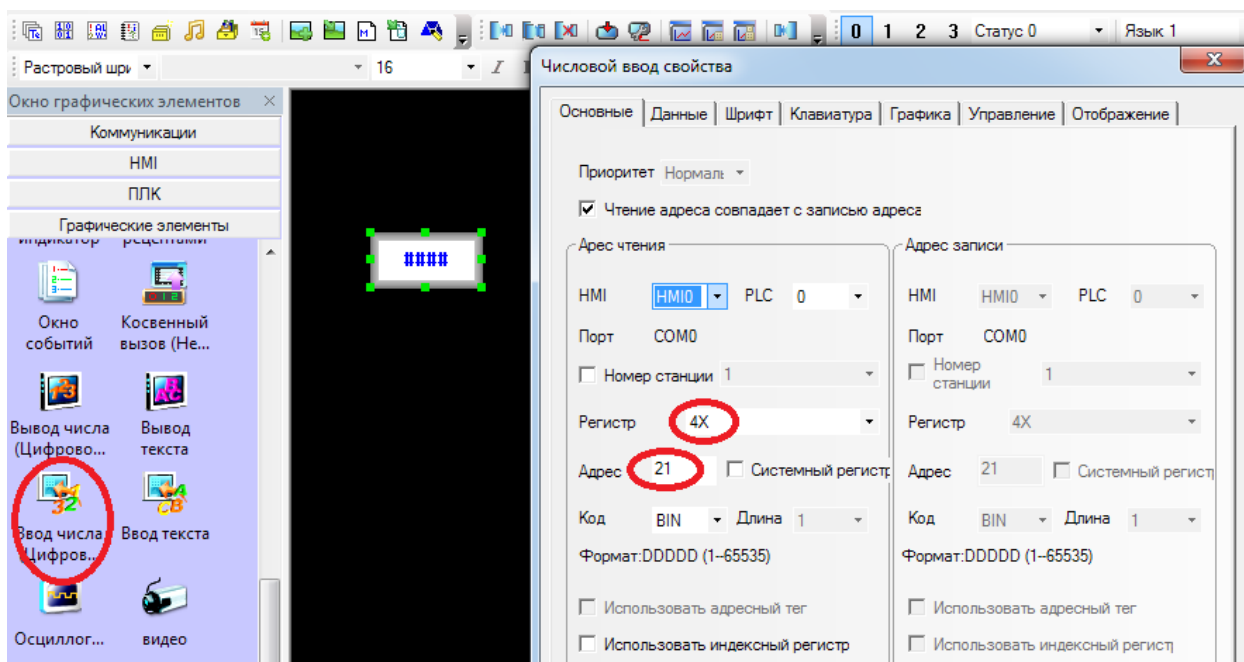 0 1 2 3 Статус 0 Язык 1
Растровый шри 16 I
Числовой ввод свойства
Окно графических элементов
Коммуникации
HMI
ПЛК
Графические элементы
индикатор рецептами
Окно событий
Косвенный вызов (Не...
Вывод числа (Цифрово...
Вывод текста
Ввод числа (Цифров...
Ввод текста
Осциллог...
видео
####
Основные Данные Шрифт Клавиатура Графика Управление Отображение
Приоритет Нормаль
Чтение адреса совпадает с записью адреса
Арес чтения
HMI HMI0 PLC 0
Порт COM0
Номер станции 1
Регистр 4X
Адрес 21 Системный регистр
Код BIN Длина 1
Формат:DDDDD (1--65535)
Использовать адресный тег
Использовать индексный регистр
Адрес записи
HMI HMI0 PLC 0
Порт COM0
Номер станции 1
Регистр 4X
Адрес 21 Системный регист
Код BIN Длина 1
Формат:DDDDD (1--65535)
Использовать адресный тег
Использовать индексный регист